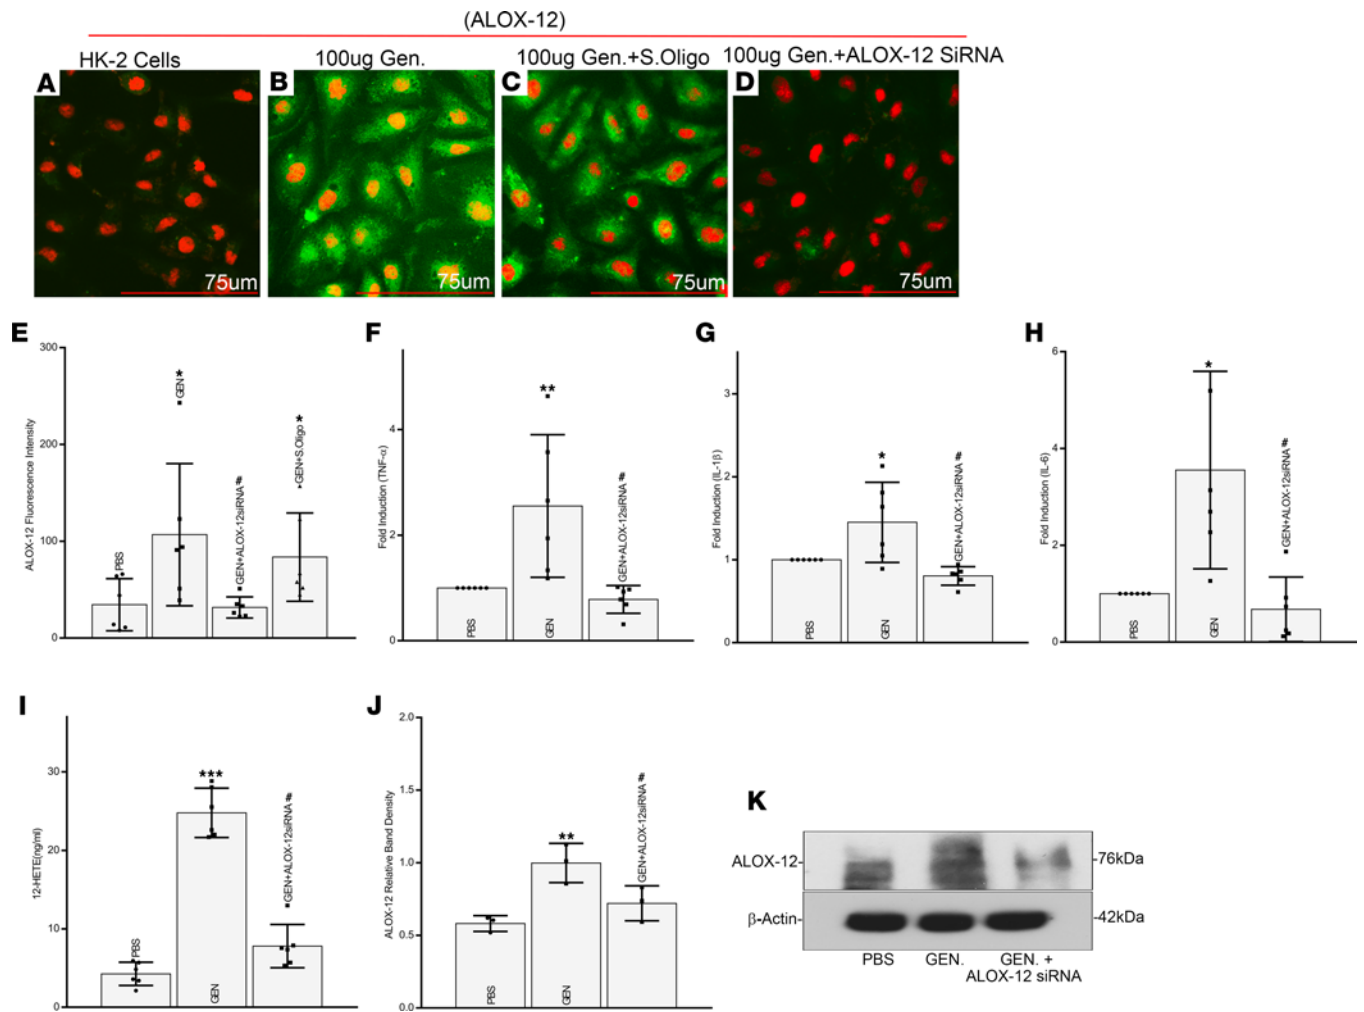 (ALOX-12)
HK-2 Cells
100ug Gen.
100ug Gen.+S.Oligo
100ug Gen.+ALOX-12 SiRNA
A
B
C
D
75um
75um
75um
75um
E
ALOX-12 Fluorescence Intensity
300
200
100
0
PBS
GEN*
GEN+ALOX-12siRNA#
GEN+S.Oligo*
F
Fold Induction (TNF-α)
4
2
0
PBS
**
GEN
GEN+ALOX-12siRNA#
G
Fold Induction (IL-1β)
3
2
1
0
PBS
*
GEN
GEN+ALOX-12siRNA#
H
Fold Induction (IL-6)
6
4
2
0
PBS
*
GEN
GEN+ALOX-12siRNA#
I
12-HETE(ng/ml)
30
20
10
0
PBS
***
GEN
GEN+ALOX-12siRNA#
J
ALOX-12 Relative Band Density
2.0
1.5
1.0
0.5
0.0
PBS
**
GEN
GEN+ALOX-12siRNA#
K
ALOX-12-
-76kDa
β-Actin-
-42kDa
PBS
GEN.
GEN. +
ALOX-12 siRNA